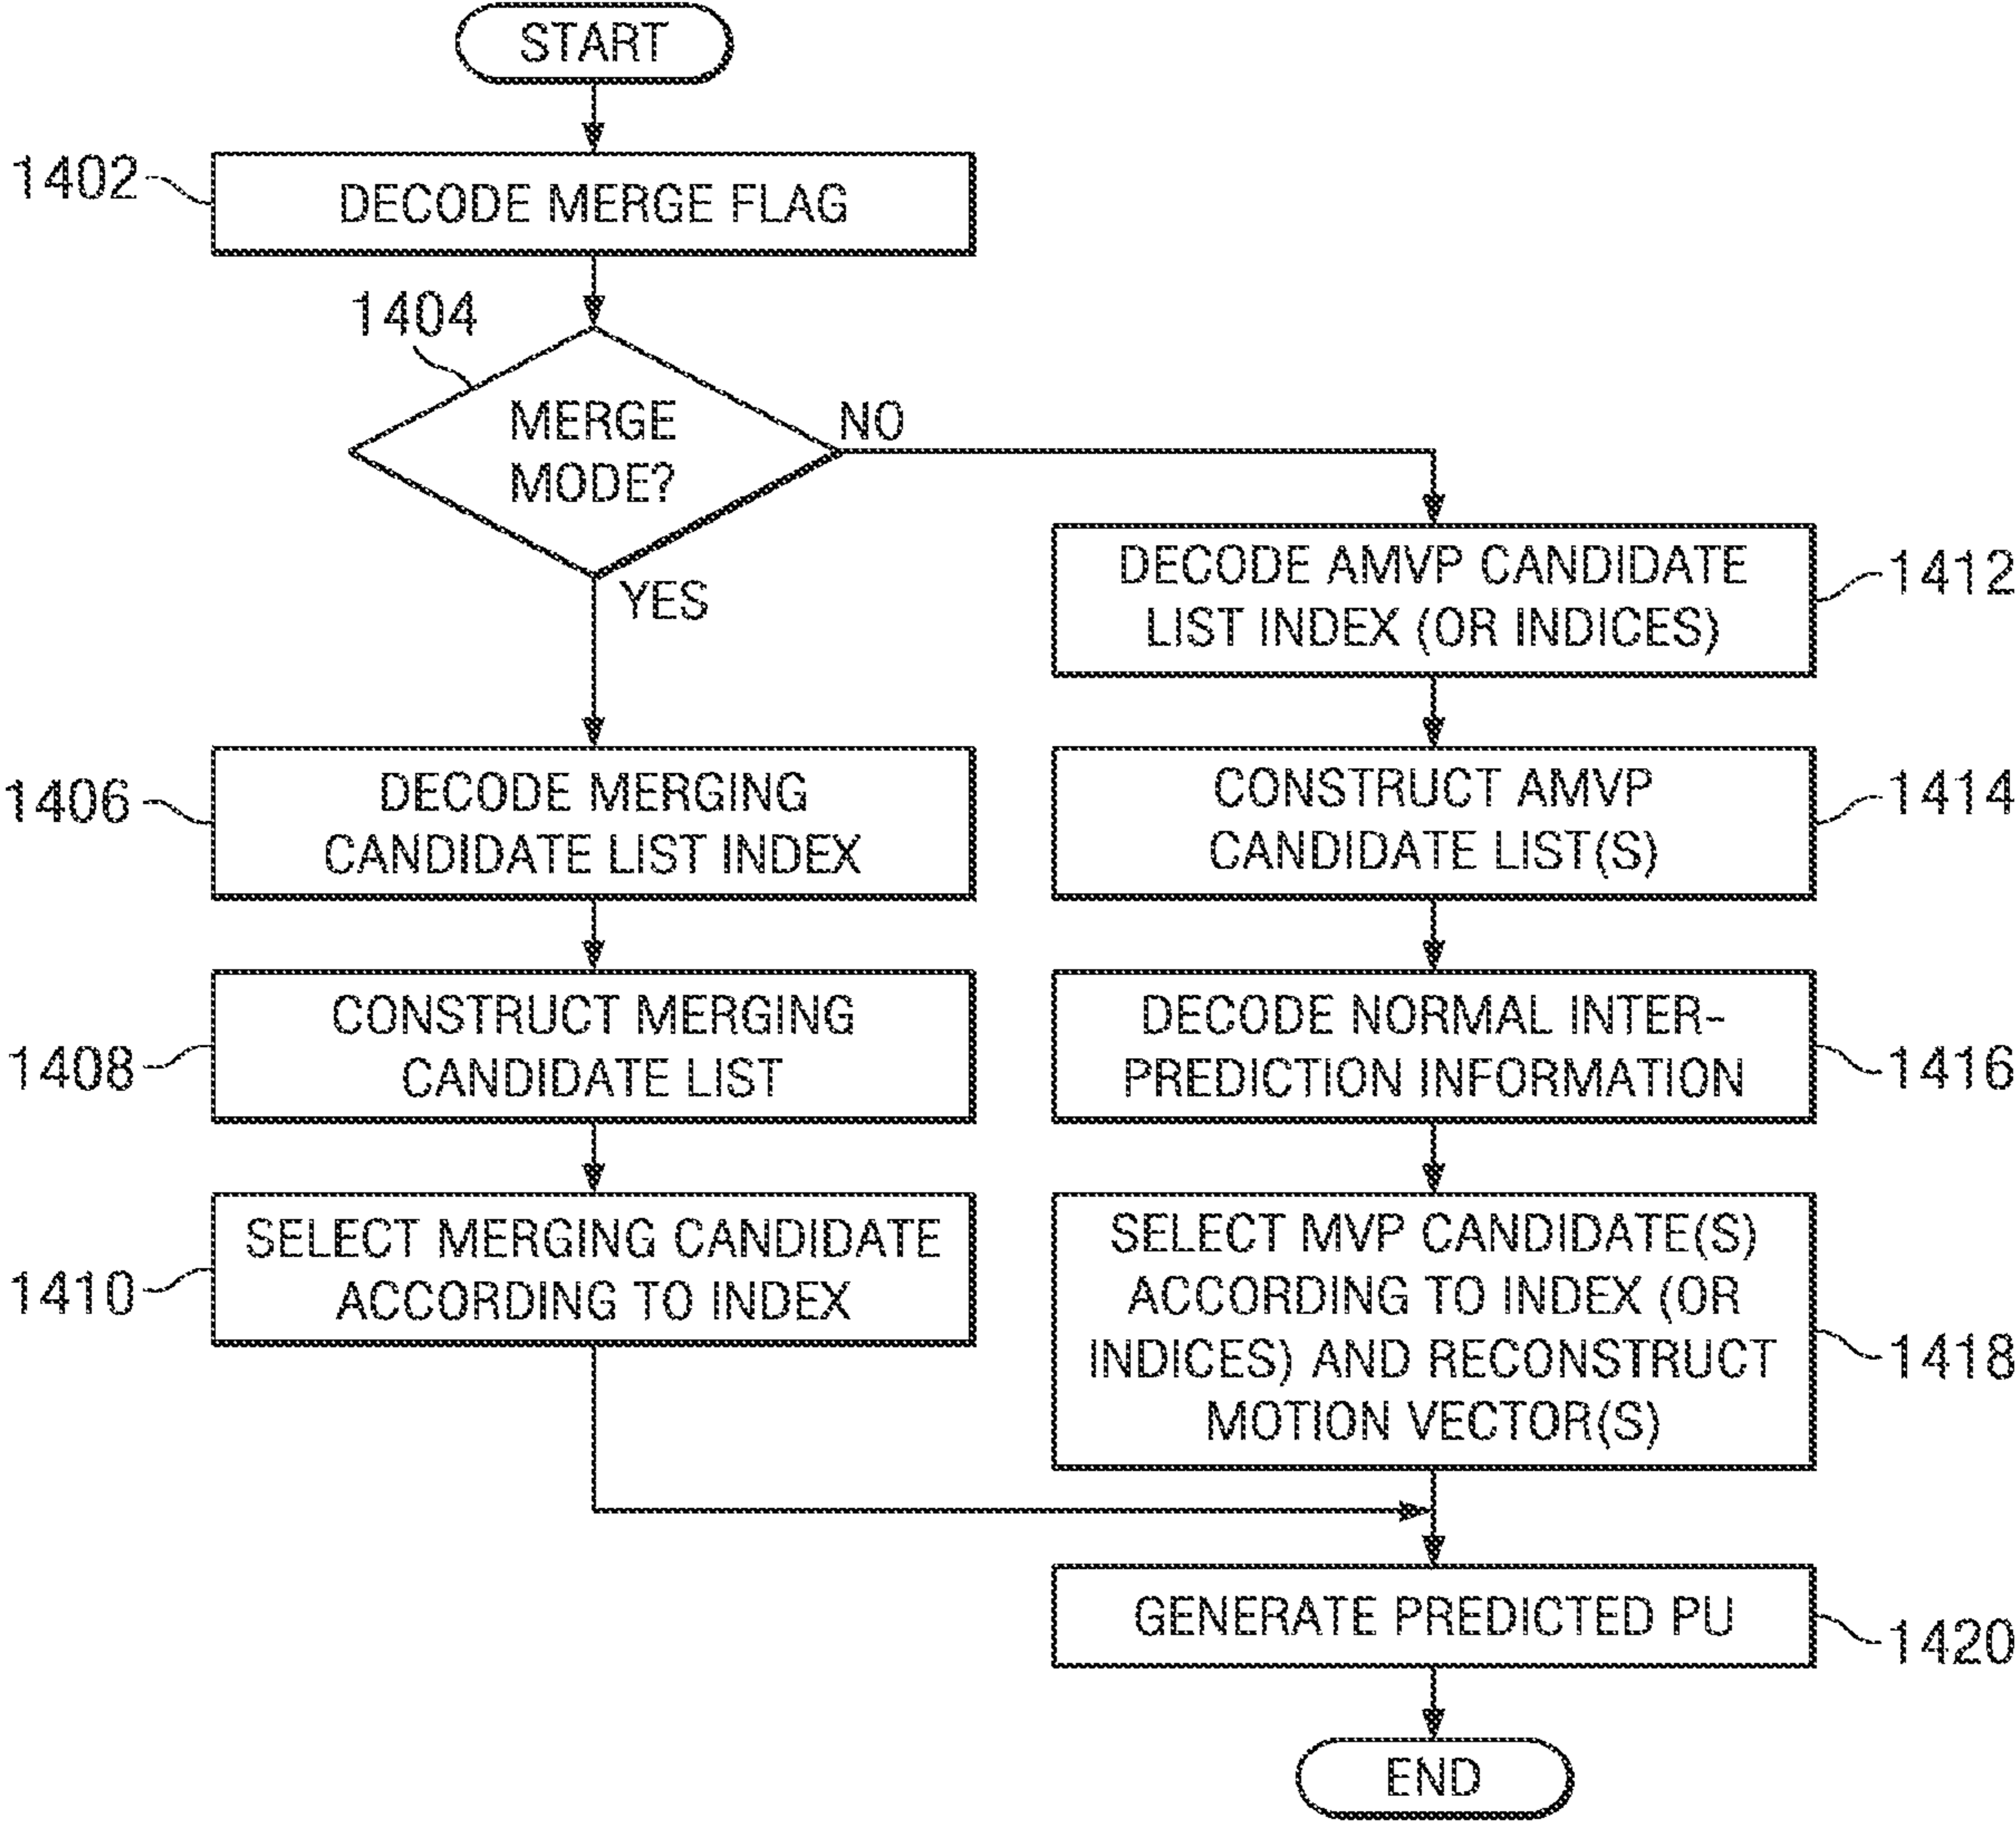 START
1402
DECODE MERGE FLAG
1404
MERGE
MODE?
NO
YES
DECODE AMVP CANDIDATE
LIST INDEX (OR INDICES)
1412
1406
DECODE MERGING
CANDIDATE LIST INDEX
CONSTRUCT AMVP
CANDIDATE LIST(S)
1414
1408
CONSTRUCT MERGING
CANDIDATE LIST
DECODE NORMAL INTER-
PREDICTION INFORMATION
1416
1410
SELECT MERGING CANDIDATE
ACCORDING TO INDEX
SELECT MVP CANDIDATE(S)
ACCORDING TO INDEX (OR
INDICES) AND RECONSTRUCT
MOTION VECTOR(S)
1418
GENERATE PREDICTED PU
1420
END